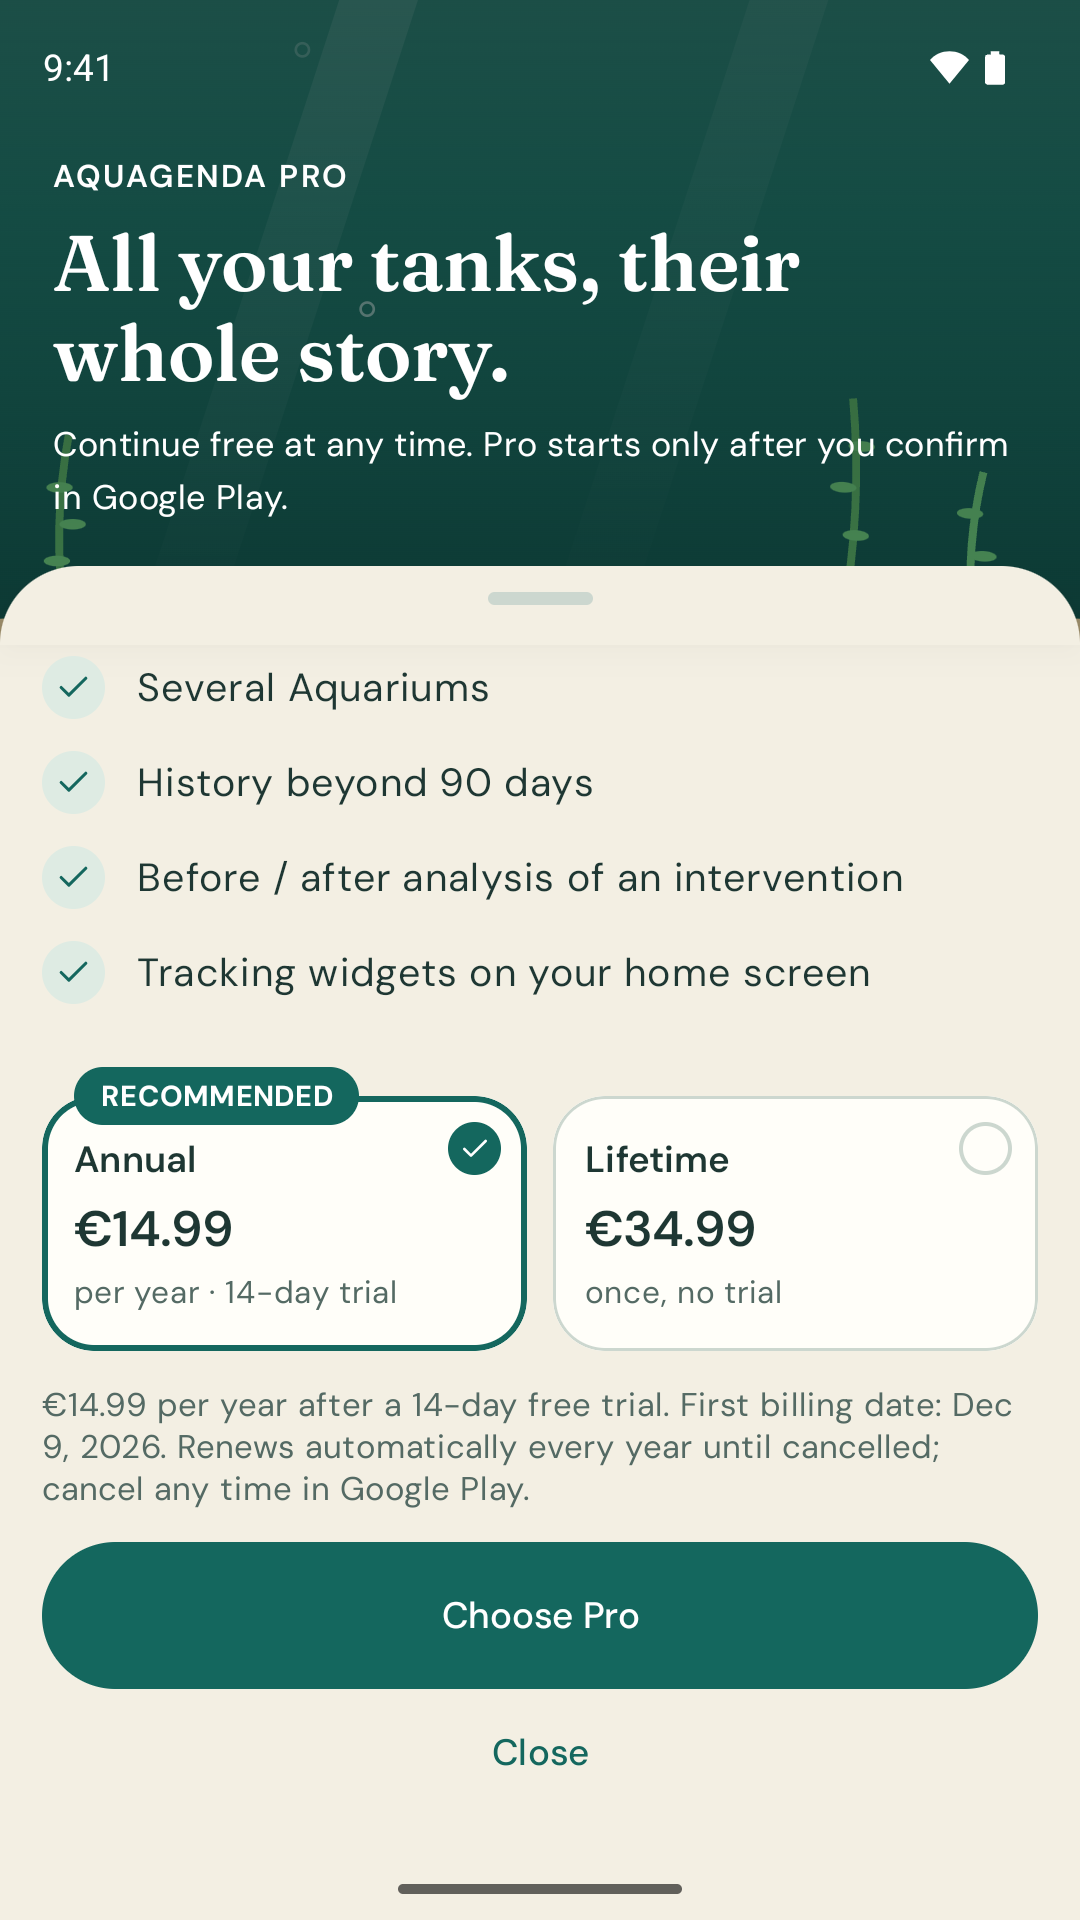 9:41
AQUAGENDA PRO
All your tanks, their
whole story.
Continue free at any time. Pro starts only after you confirm
in Google Play.
Several Aquariums
History beyond 90 days
Before / after analysis of an intervention
Tracking widgets on your home screen
RECOMMENDED
Annual
€14.99
per year · 14-day trial
Lifetime
€34.99
once, no trial
€14.99 per year after a 14-day free trial. First billing date: Dec
9, 2026. Renews automatically every year until cancelled;
cancel any time in Google Play.
Choose Pro
Close